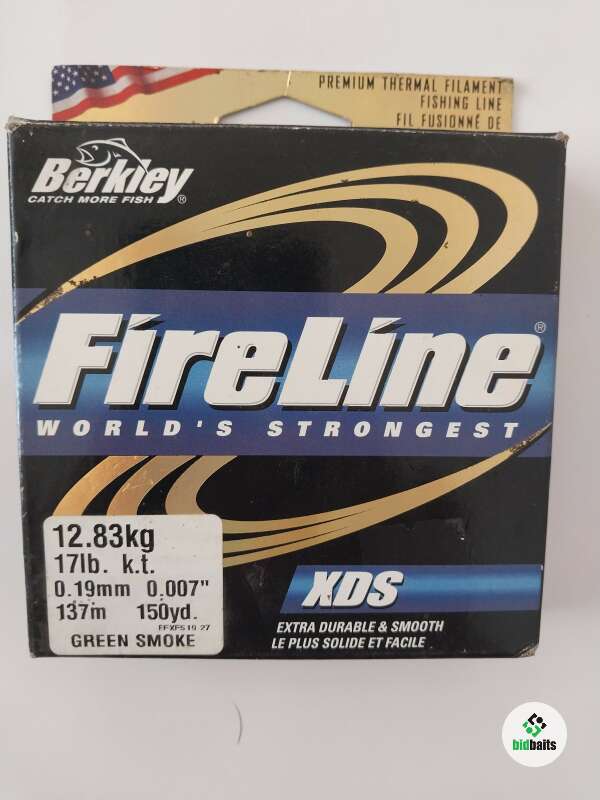 PREMIUM THERMAL FILAMENT
FISHING LINE
FIL FUSIONNÉ DE
Berkley®
CATCH MORE FISH
FireLine®
WORLD'S STRONGEST
12.83kg
17lb. k.t.
0.19mm 0.007"
137m 150yd.
GREEN SMOKE
XDS
EXTRA DURABLE & SMOOTH
LE PLUS SOLIDE ET FACILE
bidbaits